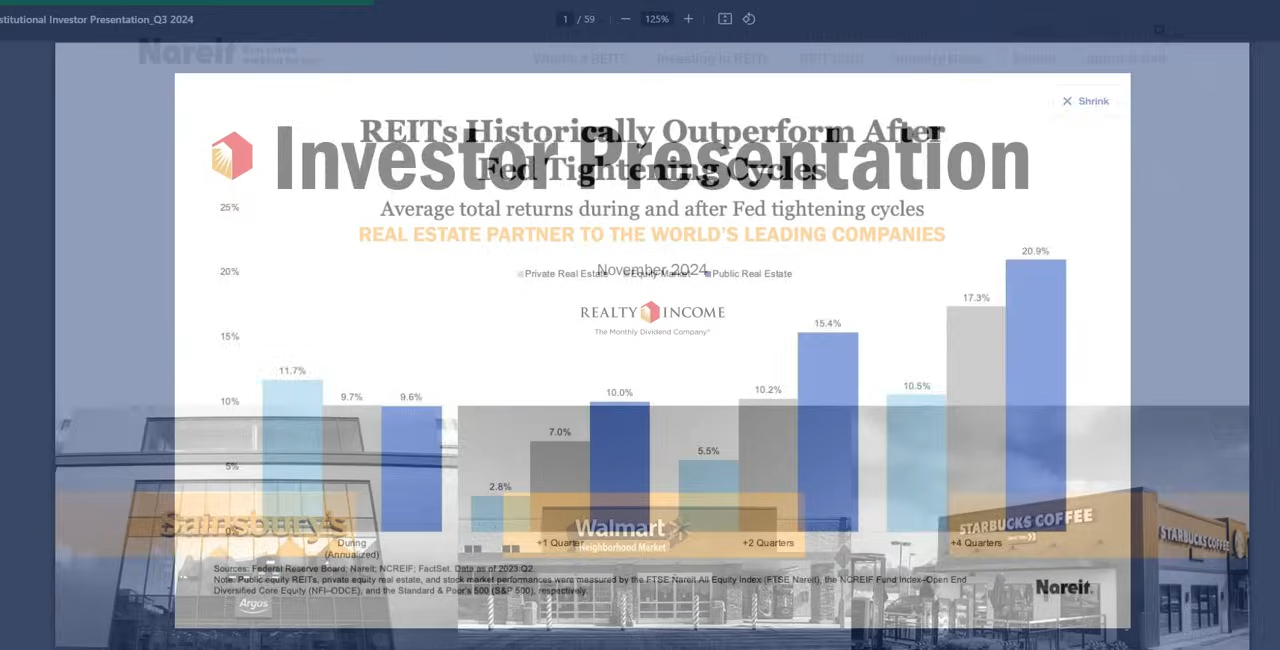 stitutional Investor Presentation_Q3 2024
1 / 59
125%
Nareit
What's a REIT?
Investing in REITs
Shrink
REITs Historically Outperform After
Fed Tightening Cycles
Investor Presentation
Average total returns during and after Fed tightening cycles
REAL ESTATE PARTNER TO THE WORLD'S LEADING COMPANIES
November 2024
Private Real Estate Equity Market Public Real Estate
REALTY INCOME
The Monthly Dividend Company®
25%
20%
15%
10%
5%
0%
11.7%
9.7%
9.6%
2.8%
7.0%
10.0%
5.5%
10.2%
15.4%
10.5%
17.3%
20.9%
During
(Annualized)
+1 Quarter
+2 Quarters
+4 Quarters
Sainsbury's
Argos
Walmart
Neighborhood Market
STARBUCKS COFFEE
STARBUCKS COFFEE
Sources: Federal Reserve Board; Nareit; NCREIF; FactSet. Data as of 2023:Q2.
Note: Public equity REITs, private equity real estate, and stock market performances were measured by the FTSE Nareit All Equity Index (FTSE Nareit), the NCREIF Fund Index–Open End
Diversified Core Equity (NFI–ODCE), and the Standard & Poor's 500 (S&P 500), respectively.
Nareit.